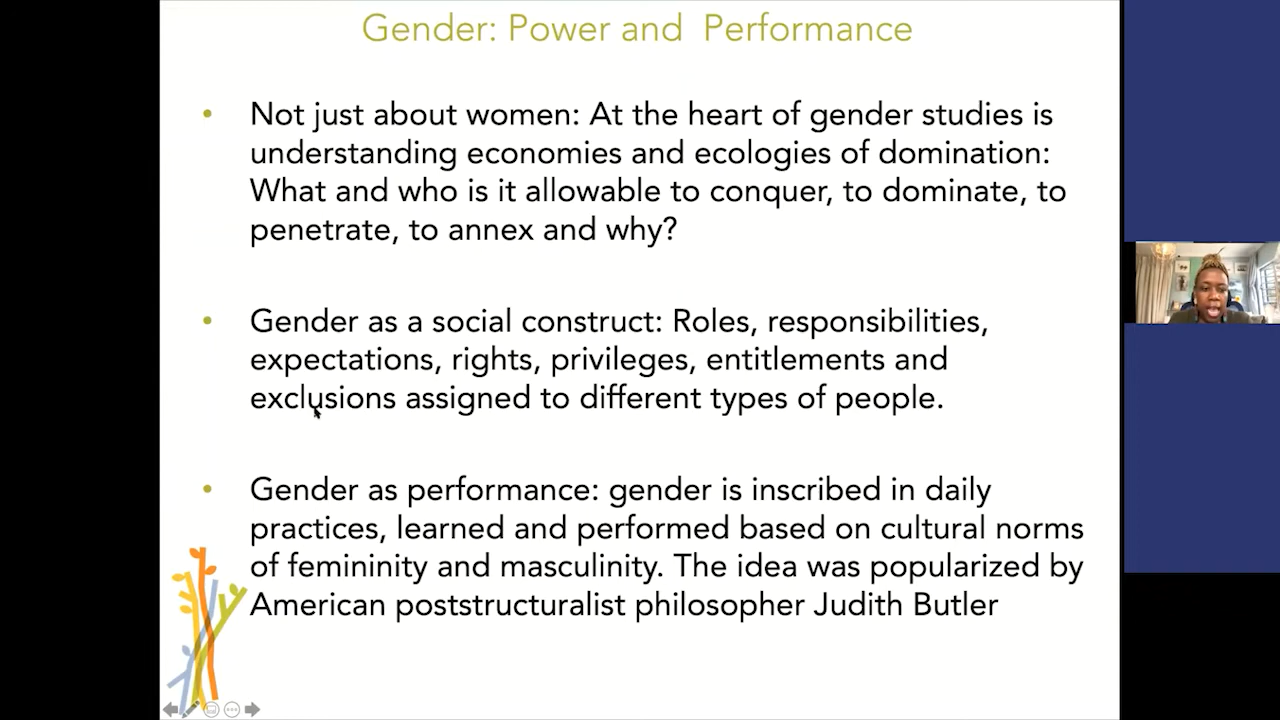 Gender: Power and Performance
• Not just about women: At the heart of gender studies is
understanding economies and ecologies of domination:
What and who is it allowable to conquer, to dominate, to
penetrate, to annex and why?
• Gender as a social construct: Roles, responsibilities,
expectations, rights, privileges, entitlements and
exclusions assigned to different types of people.
• Gender as performance: gender is inscribed in daily
practices, learned and performed based on cultural norms
of femininity and masculinity. The idea was popularized by
American poststructuralist philosopher Judith Butler